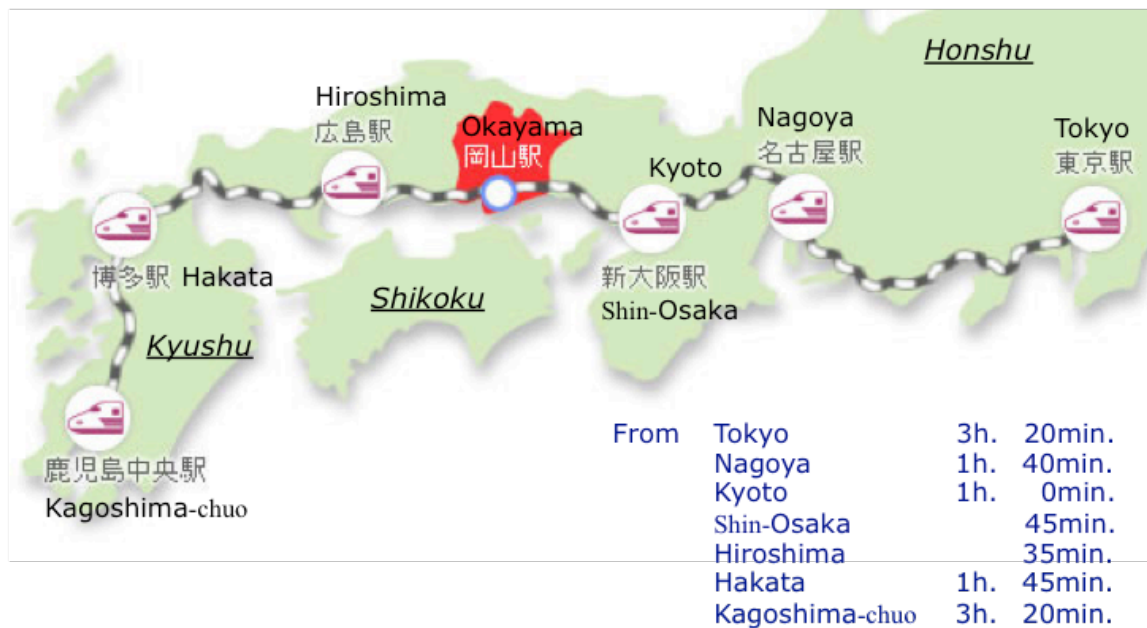 Honshu
Hiroshima
広島駅
Okayama
岡山駅
Nagoya
名古屋駅
Tokyo
東京駅
Kyoto
博多駅 Hakata
新大阪駅
Shin-Osaka
Shikoku
Kyushu
鹿児島中央駅
Kagoshima-chuo
From Tokyo 3h. 20min.
Nagoya 1h. 40min.
Kyoto 1h. 0min.
Shin-Osaka 45min.
Hiroshima 35min.
Hakata 1h. 45min.
Kagoshima-chuo 3h. 20min.